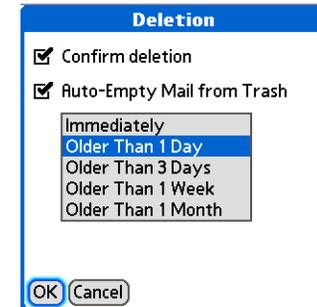 Deletion
Confirm deletion
Auto-Empty Mail from Trash
Immediately
Older Than 1 Day
Older Than 3 Days
Older Than 1 Week
Older Than 1 Month
OK Cancel